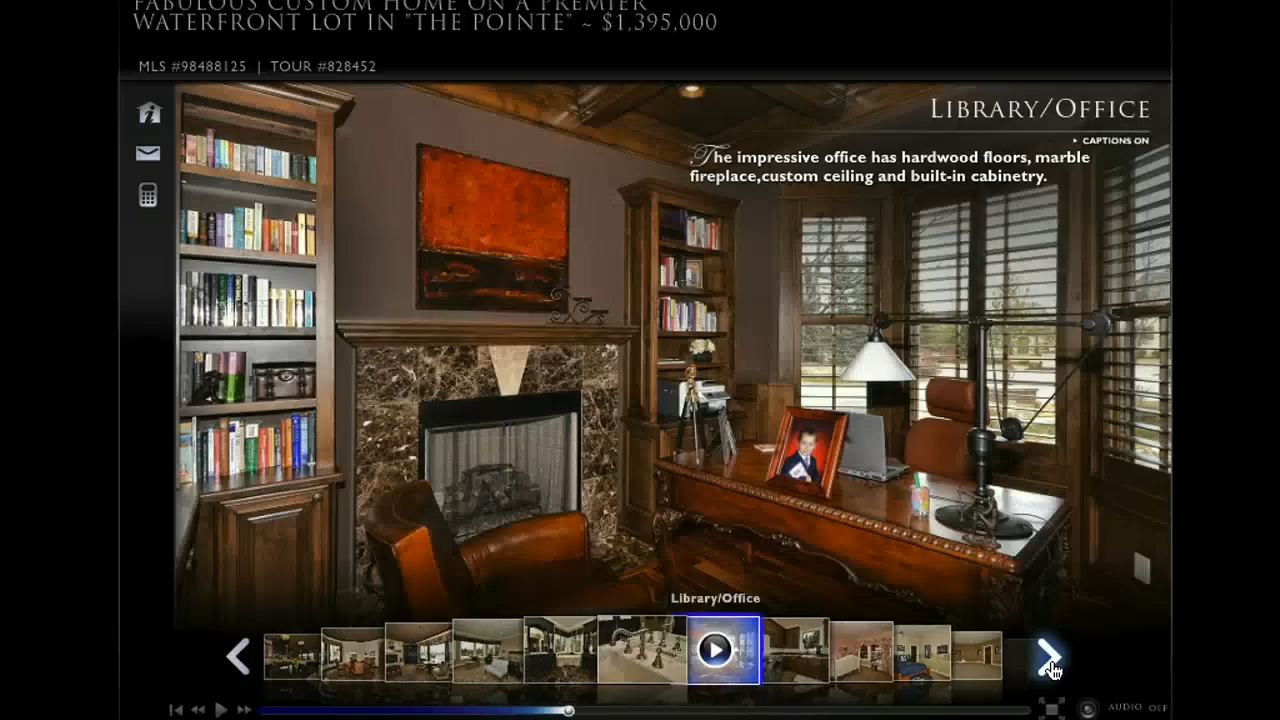 FABULOUS CUSTOM HOME ON A PREMIER
WATERFRONT LOT IN "THE POINTE" ~ $1,395,000
MLS #98488125 | TOUR #828452
LIBRARY/OFFICE
CAPTIONS ON
The impressive office has hardwood floors, marble
fireplace,custom ceiling and built-in cabinetry.
Library/Office
AUDIO OFF